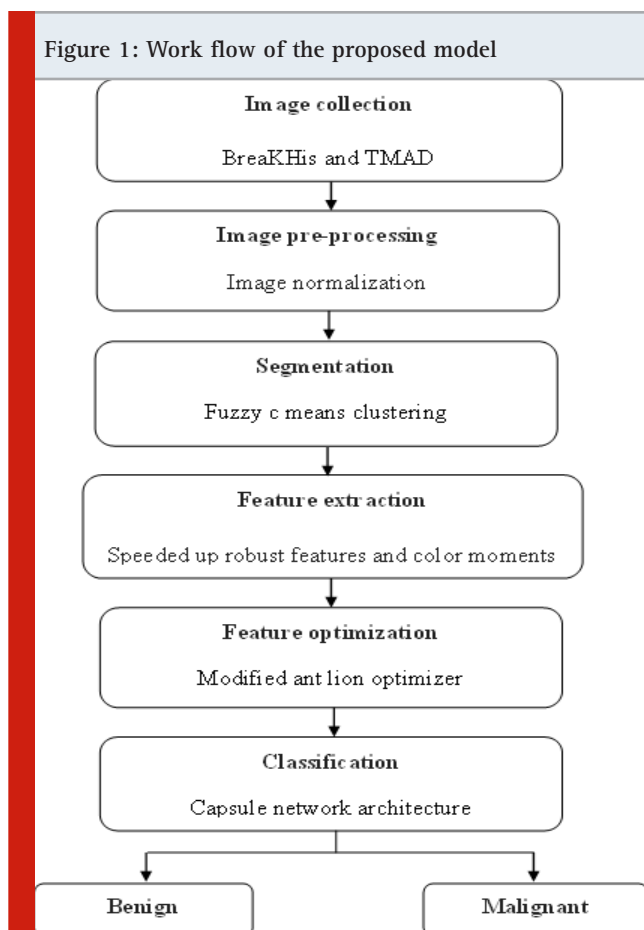 Figure 1: Work flow of the proposed model
Image collection
BreaKHis and TMAD
Image pre-processing
Image normalization
Segmentation
Fuzzy c means clustering
Feature extraction
Speeded up robust features and color moments
Feature optimization
Modified ant lion optimizer
Classification
Capsule network architecture
Benign
Malignant